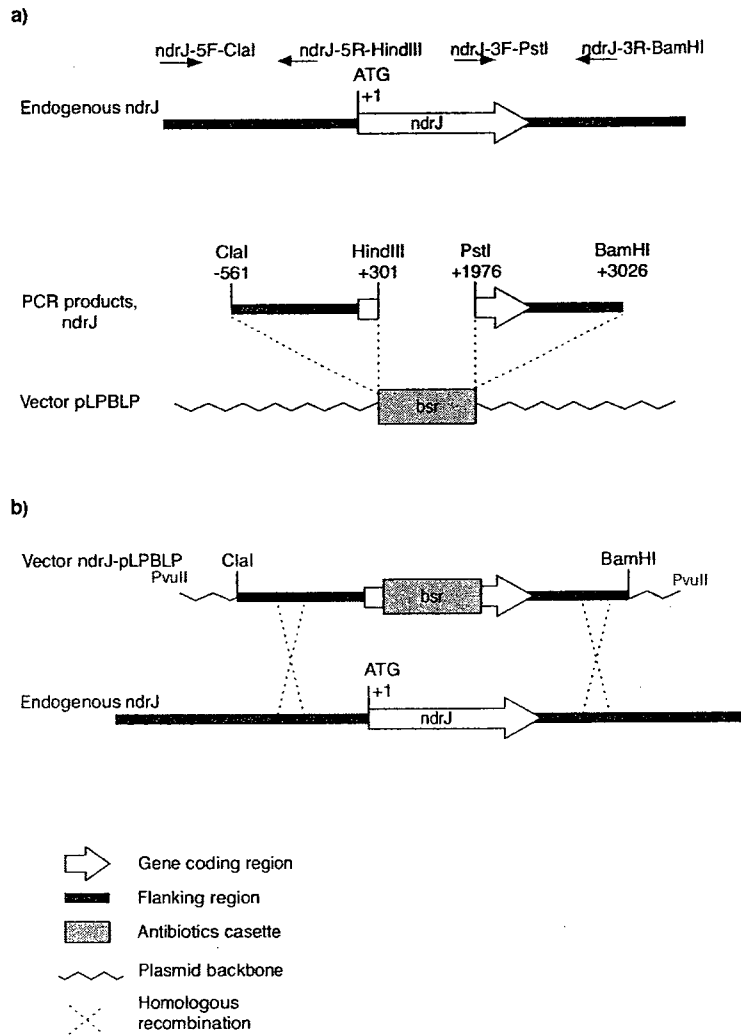 a)
ndrJ-5F-ClaI ndrJ-5R-HindIII ndrJ-3F-PstI ndrJ-3R-BamHI
ATG
+1
Endogenous ndrJ
ndrJ
ClaI HindIII PstI BamHI
-561 +301 +1976 +3026
PCR products,
ndrJ
Vector pLPBLP
bsr
b)
Vector ndrJ-pLPBLP
ClaI BamHI
PvuII PvuII
bsr
ATG
+1
Endogenous ndrJ
ndrJ
Gene coding region
Flanking region
Antibiotics casette
Plasmid backbone
Homologous
recombination